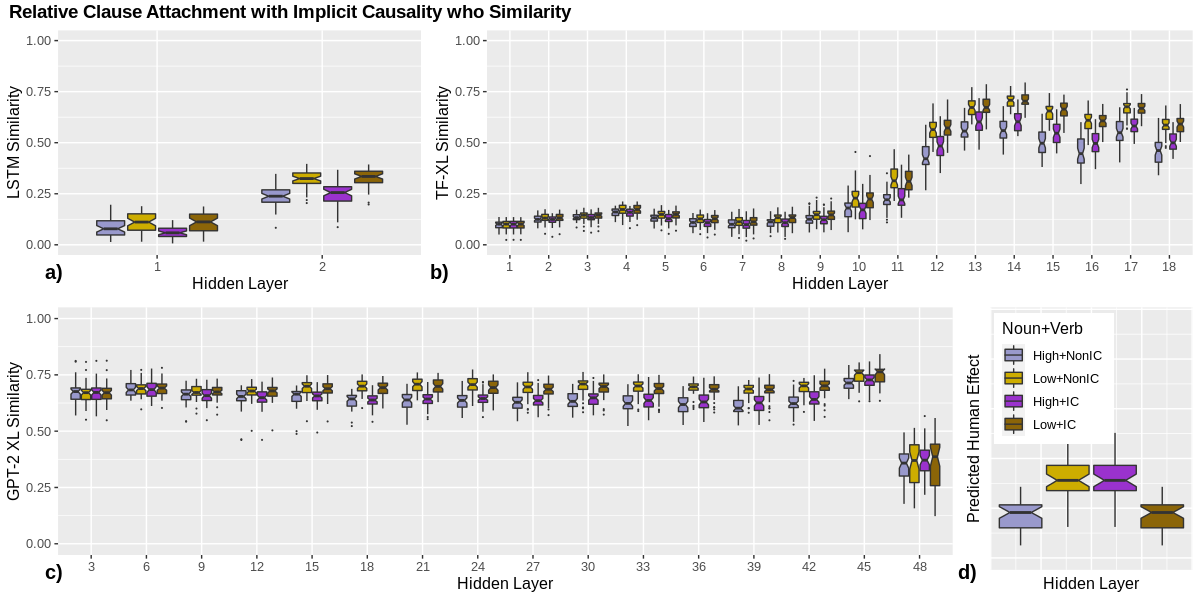 Relative Clause Attachment with Implicit Causality who Similarity
LSTM Similarity
1.00
0.75
0.50
0.25
0.00
1 2
a)
Hidden Layer
TF-XL Similarity
1.00
0.75
0.50
0.25
0.00
1 2 3 4 5 6 7 8 9 10 11 12 13 14 15 16 17 18
b)
Hidden Layer
GPT-2 XL Similarity
1.00
0.75
0.50
0.25
0.00
3 6 9 12 15 18 21 24 27 30 33 36 39 42 45 48
c)
Hidden Layer
Predicted Human Effect
Noun+Verb
High+NonIC
Low+NonIC
High+IC
Low+IC
d)
Hidden Layer